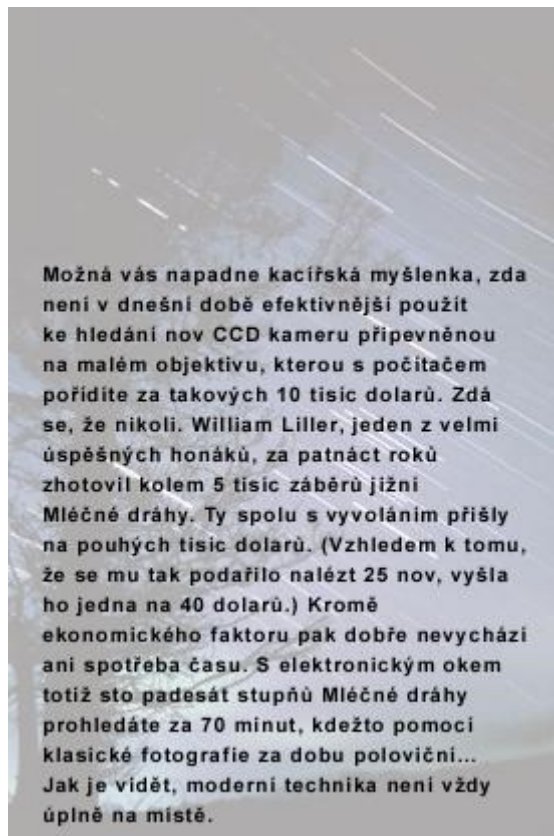 Možná vás napadne kacířská myšlenka, zda
není v dnešní době efektivnější použít
ke hledání nov CCD kameru připevněnou
na malém objektivu, kterou s počítačem
pořídíte za takových 10 tisíc dolarů. Zdá
se, že nikoli. William Liller, jeden z velmi
úspěšných honáků, za patnáct roků
zhotovil kolem 5 tisíc záběrů jižní
Mléčné dráhy. Ty spolu s vyvoláním přišly
na pouhých tisíc dolarů. (Vzhledem k tomu,
že se mu tak podařilo nalézt 25 nov, vyšla
ho jedna na 40 dolarů.) Kromě
ekonomického faktoru pak dobře nevychází
ani spotřeba času. S elektronickým okem
totiž sto padesát stupňů Mléčné dráhy
prohledáte za 70 minut, kdežto pomocí
klasické fotografie za dobu poloviční...
Jak je vidět, moderní technika není vždy
úplně na místě.